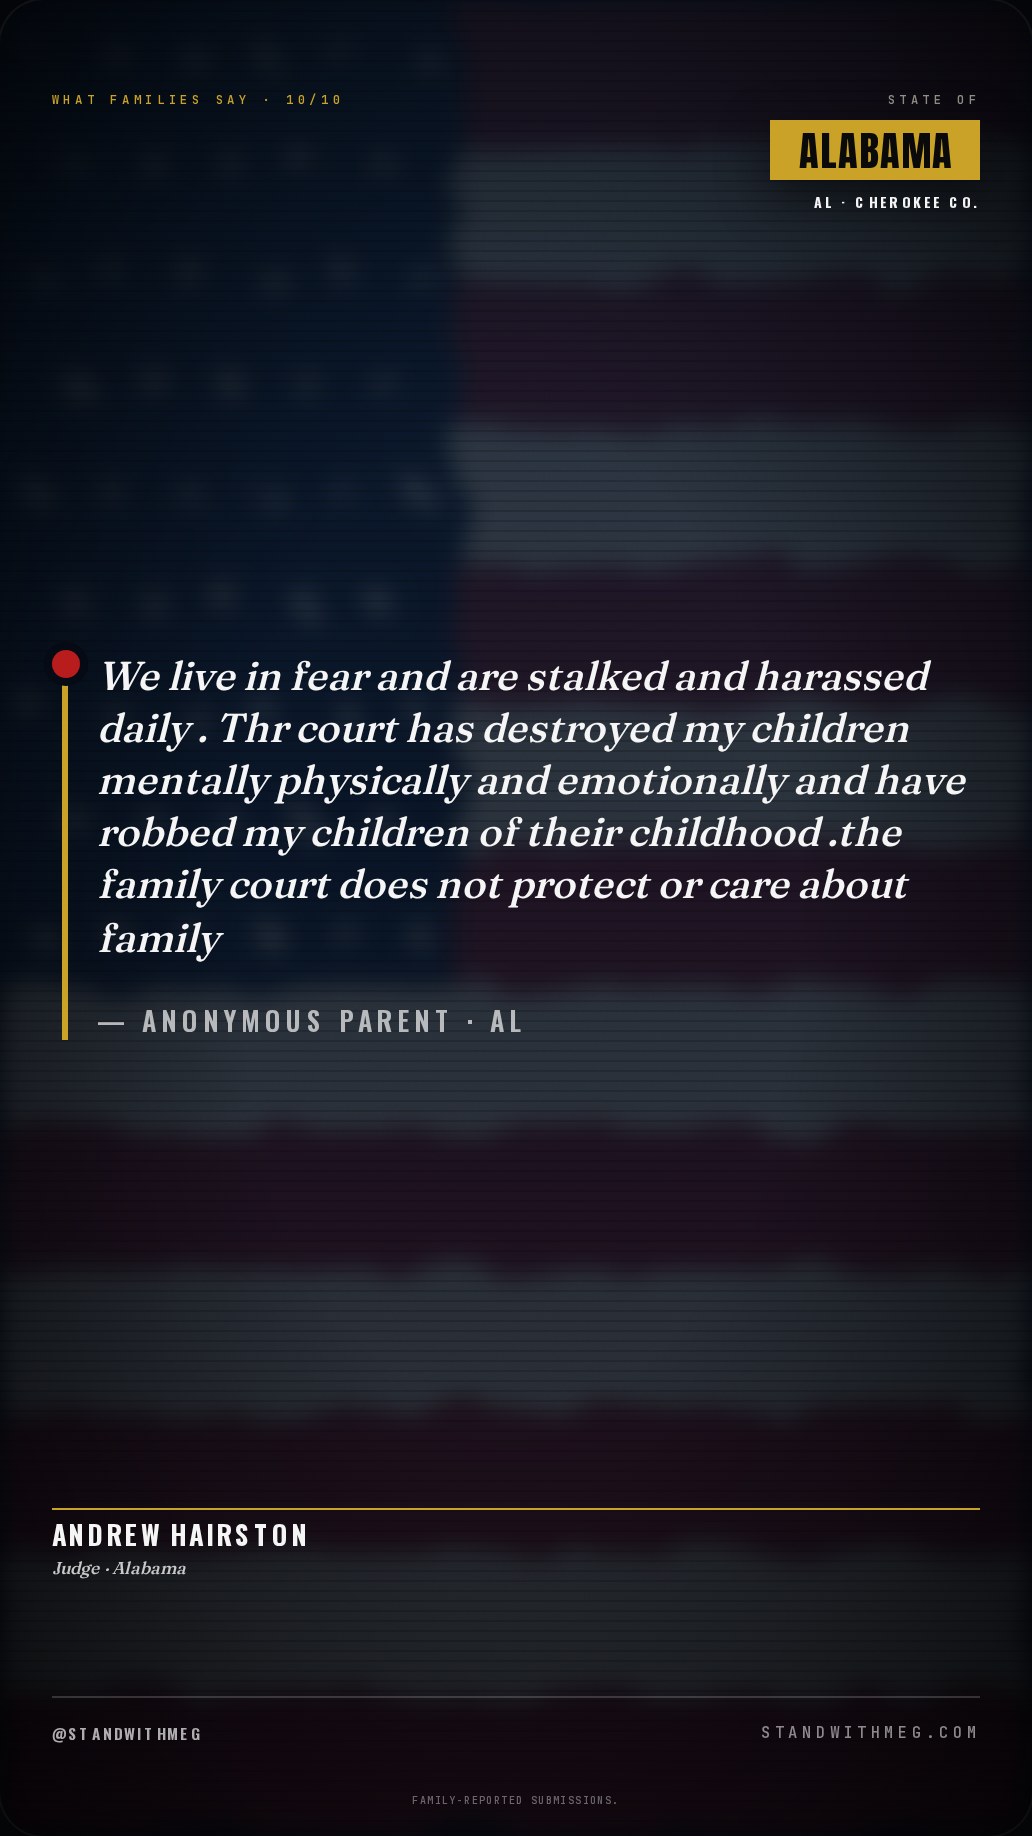 WHAT FAMILIES SAY · 10/10
STATE OF
ALABAMA
AL · CHEROKEE CO.
We live in fear and are stalked and harassed
daily . Thr court has destroyed my children
mentally physically and emotionally and have
robbed my children of their childhood .the
family court does not protect or care about
family
— ANONYMOUS PARENT · AL
ANDREW HAIRSTON
Judge · Alabama
@STANDWITHMEG
STANDWITHMEG.COM
FAMILY-REPORTED SUBMISSIONS.